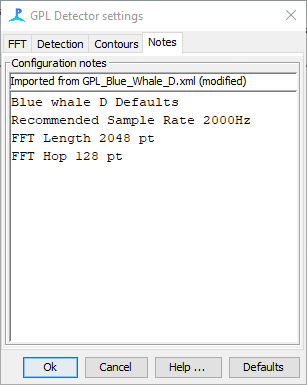 GPL Detector settings
FFT Detection Contours Notes
Configuration notes
Imported from GPL_Blue_Whale_D.xml (modified)
Blue whale D Defaults
Recommended Sample Rate 2000Hz
FFT Length 2048 pt
FFT Hop 128 pt
Ok Cancel Help ... Defaults